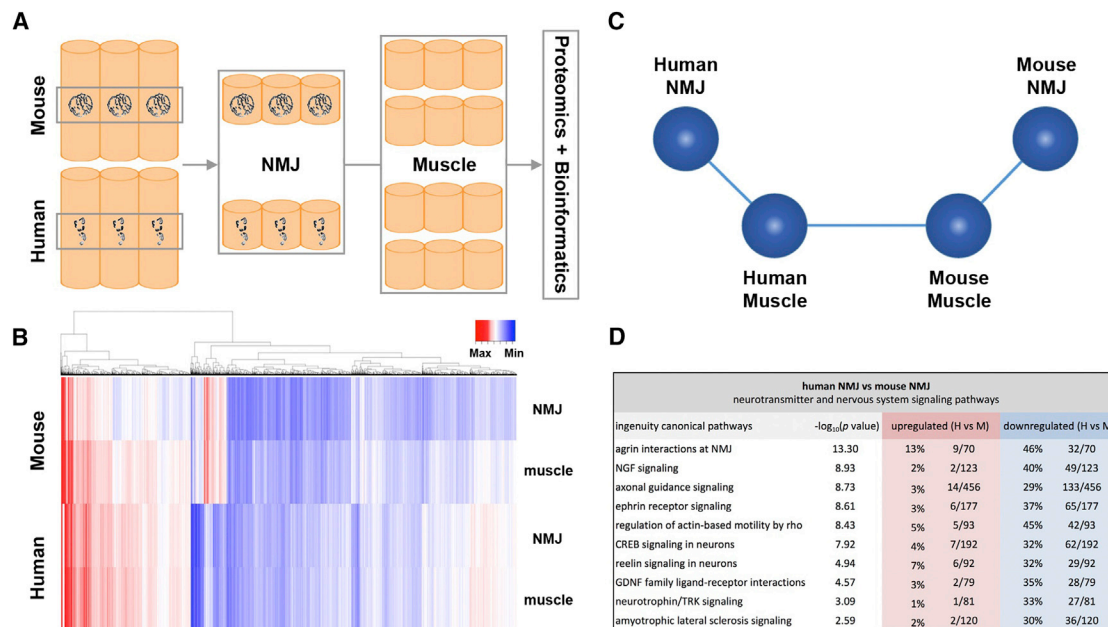 A
Mouse
Human
NMJ
Muscle
Proteomics + Bioinformatics
B
Max Min
Mouse
Human
NMJ
muscle
NMJ
muscle
C
Human
NMJ
Mouse
NMJ
Human
Muscle
Mouse
Muscle
D
human NMJ vs mouse NMJ
neurotransmitter and nervous system signaling pathways
ingenuity canonical pathways -log10(p value) upregulated (H vs M) downregulated (H vs M
agrin interactions at NMJ 13.30 13% 9/70 46% 32/70
NGF signaling 8.93 2% 2/123 40% 49/123
axonal guidance signaling 8.73 3% 14/456 29% 133/456
ephrin receptor signaling 8.61 3% 6/177 37% 65/177
regulation of actin-based motility by rho 8.43 5% 5/93 45% 42/93
CREB signaling in neurons 7.92 4% 7/192 32% 62/192
reelin signaling in neurons 4.94 7% 6/92 32% 29/92
GDNF family ligand-receptor interactions 4.57 3% 2/79 35% 28/79
neurotrophin/TRK signaling 3.09 1% 1/81 33% 27/81
amyotrophic lateral sclerosis signaling 2.59 2% 2/120 30% 36/120